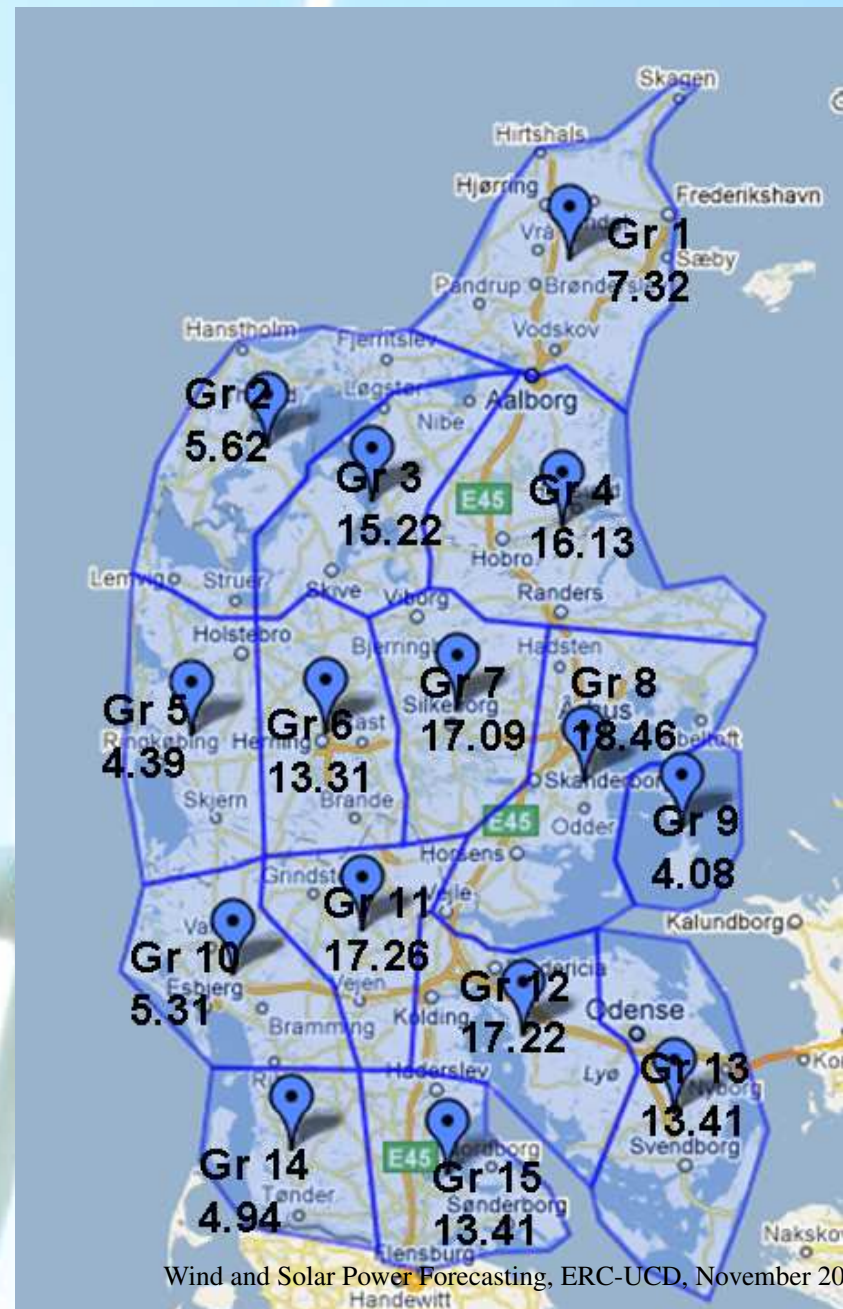 Skagen
Hirtshals
Hjørring
Frederikshavn
Vrå
Gr 1
Sæby
7.32
Pandrup
Hanstholm
Fjerritslev
Vodskov
Gr 2
Løgstør
Aalborg
5.62
Nibe
Gr 3
E45
Gr 4
15.22
16.13
Hobro
Lemvig
Struer
Skive
Viborg
Randers
Holstebro
Hadsten
Gr 5
Gr 6
Gr 7
Gr 8
Silkeborg
Ringkøbing
Herning
4.39
13.31
17.09
18.46
Skanderbor
Skjern
Brande
E45
Odder
Gr 9
4.08
Horsens
Grindst
Vejle
Gr 11
17.26
Kalundborg
Gr 10
Gr 12
Esbjerg
5.31
Vejen
Kolding
Odense
Bramming
17.22
Lyø
Gr 13
Nyborg
13.41
Svendborg
Gr 14
E45
Gr 15
4.94
Tønder
Sønderborg
13.41
Nakskov
Flensburg
Wind and Solar Power Forecasting, ERC-UCD, November 20
Handewitt